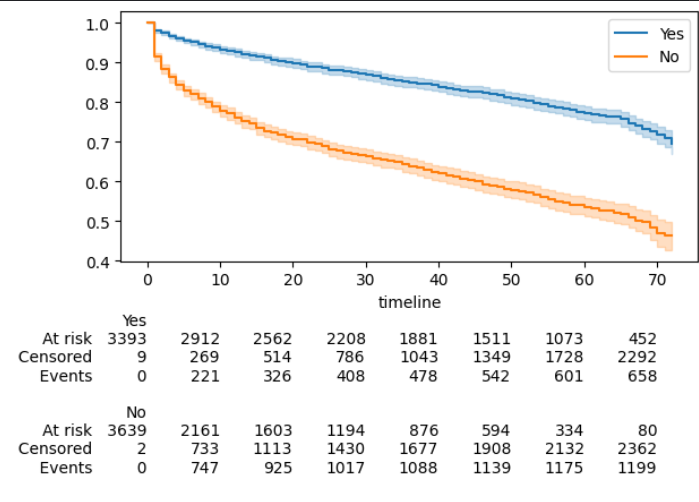 1.0
0.9
0.8
0.7
0.6
0.5
0.4
Yes
No
0 10 20 30 40 50 60 70
timeline
Yes
At risk 3393 2912 2562 2208 1881 1511 1073 452
Censored 9 269 514 786 1043 1349 1728 2292
Events 0 221 326 408 478 542 601 658
No
At risk 3639 2161 1603 1194 876 594 334 80
Censored 2 733 1113 1430 1677 1908 2132 2362
Events 0 747 925 1017 1088 1139 1175 1199